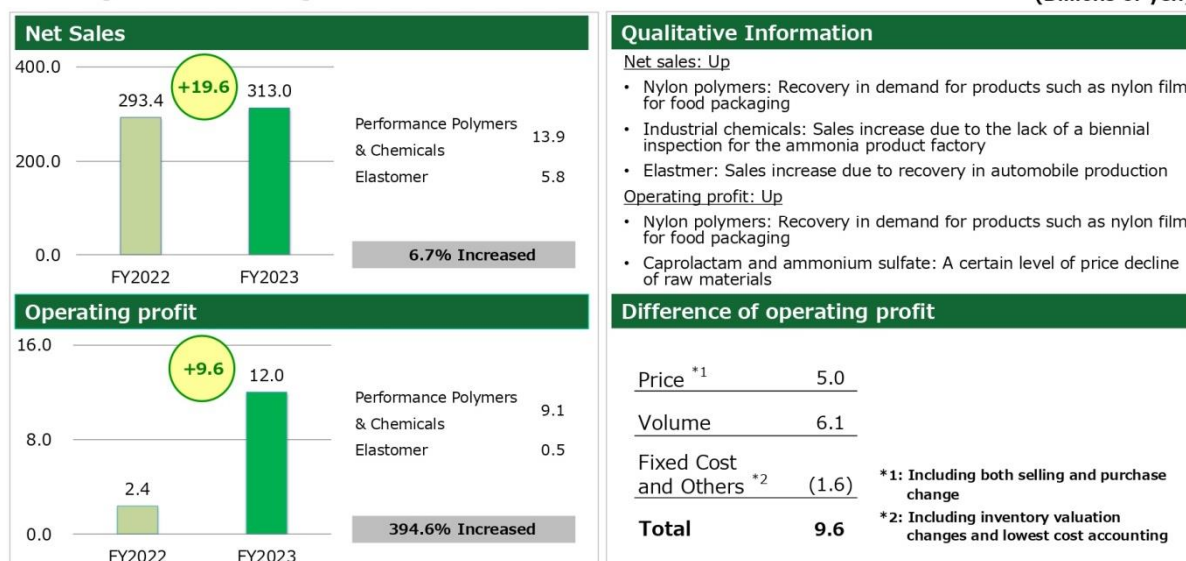 (Billions of yen)
Net Sales
400.0
200.0
0.0
293.4
+19.6
313.0
FY2022
FY2023
Performance Polymers
& Chemicals
13.9
Elastomer
5.8
6.7% Increased
Qualitative Information
Net sales: Up
• Nylon polymers: Recovery in demand for products such as nylon film
for food packaging
• Industrial chemicals: Sales increase due to the lack of a biennial
inspection for the ammonia product factory
• Elastmer: Sales increase due to recovery in automobile production
Operating profit: Up
• Nylon polymers: Recovery in demand for products such as nylon film
for food packaging
• Caprolactam and ammonium sulfate: A certain level of price decline
of raw materials
Operating profit
16.0
8.0
0.0
2.4
+9.6
12.0
FY2022
FY2023
Performance Polymers
& Chemicals
9.1
Elastomer
0.5
394.6% Increased
Difference of operating profit
Price *1 5.0
Volume 6.1
Fixed Cost
and Others *2 (1.6)
Total 9.6
*1: Including both selling and purchase
change
*2: Including inventory valuation
changes and lowest cost accounting